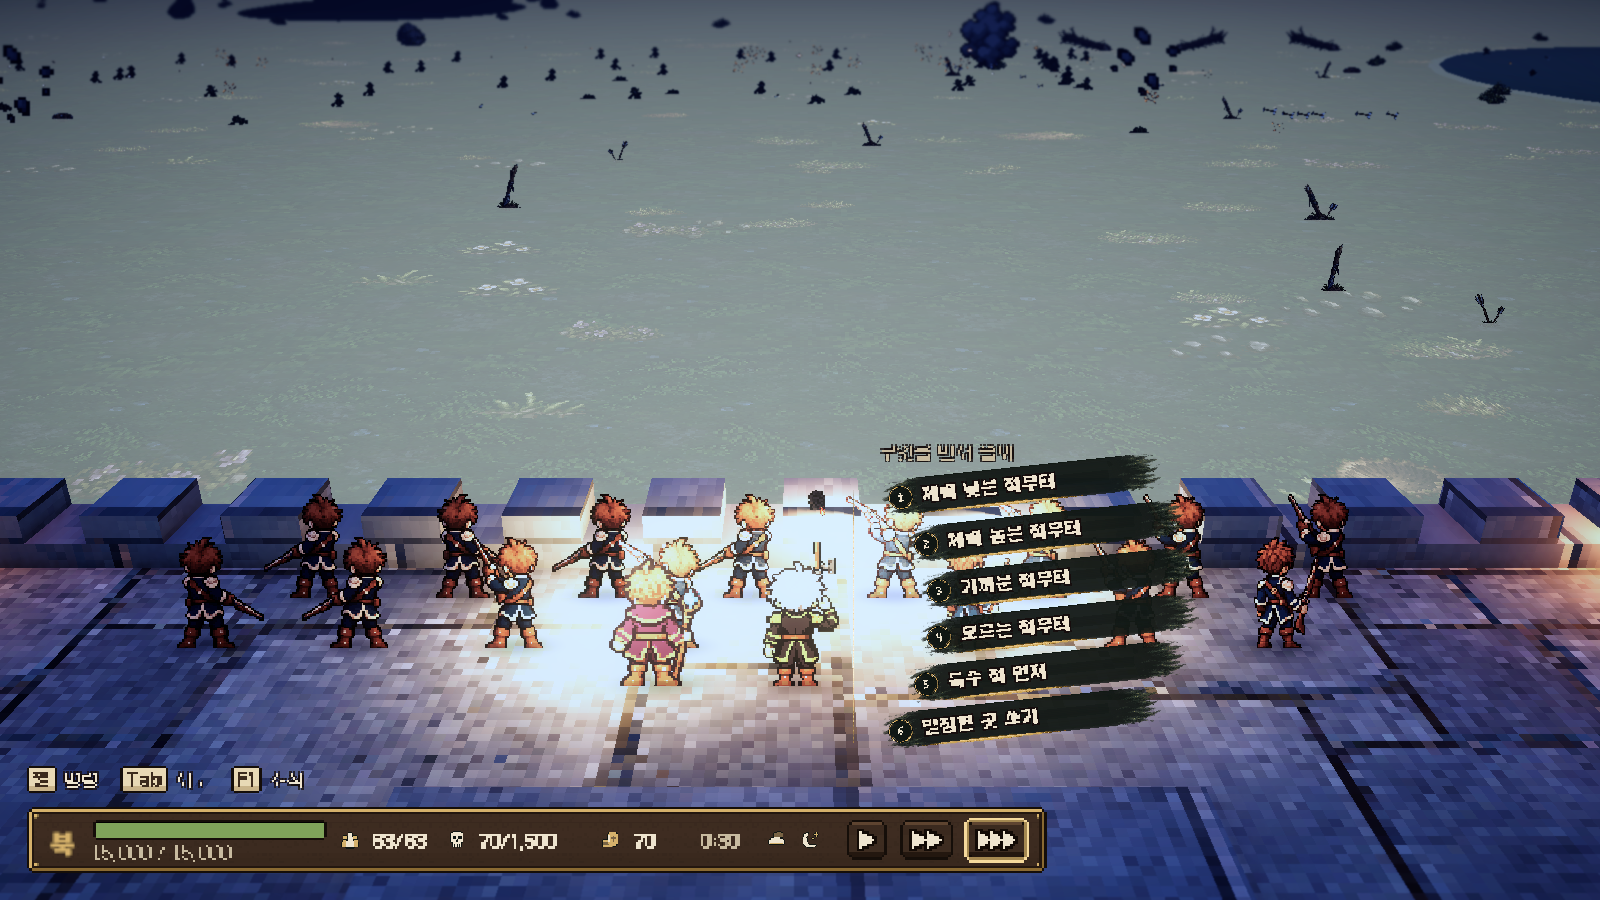 체력 낮은 적부터
체력 높은 적부터
가까운 적부터
모르는 적부터
특수 적 먼저
밀집된 곳 쏘기
명령 Tab F1
북 15,000 / 15,000 63/63 70/1,500 70 0:30